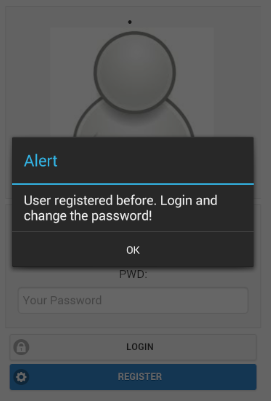 Alert
User registered before. Login and
change the password!
OK
PWD:
Your Password
LOGIN
REGISTER